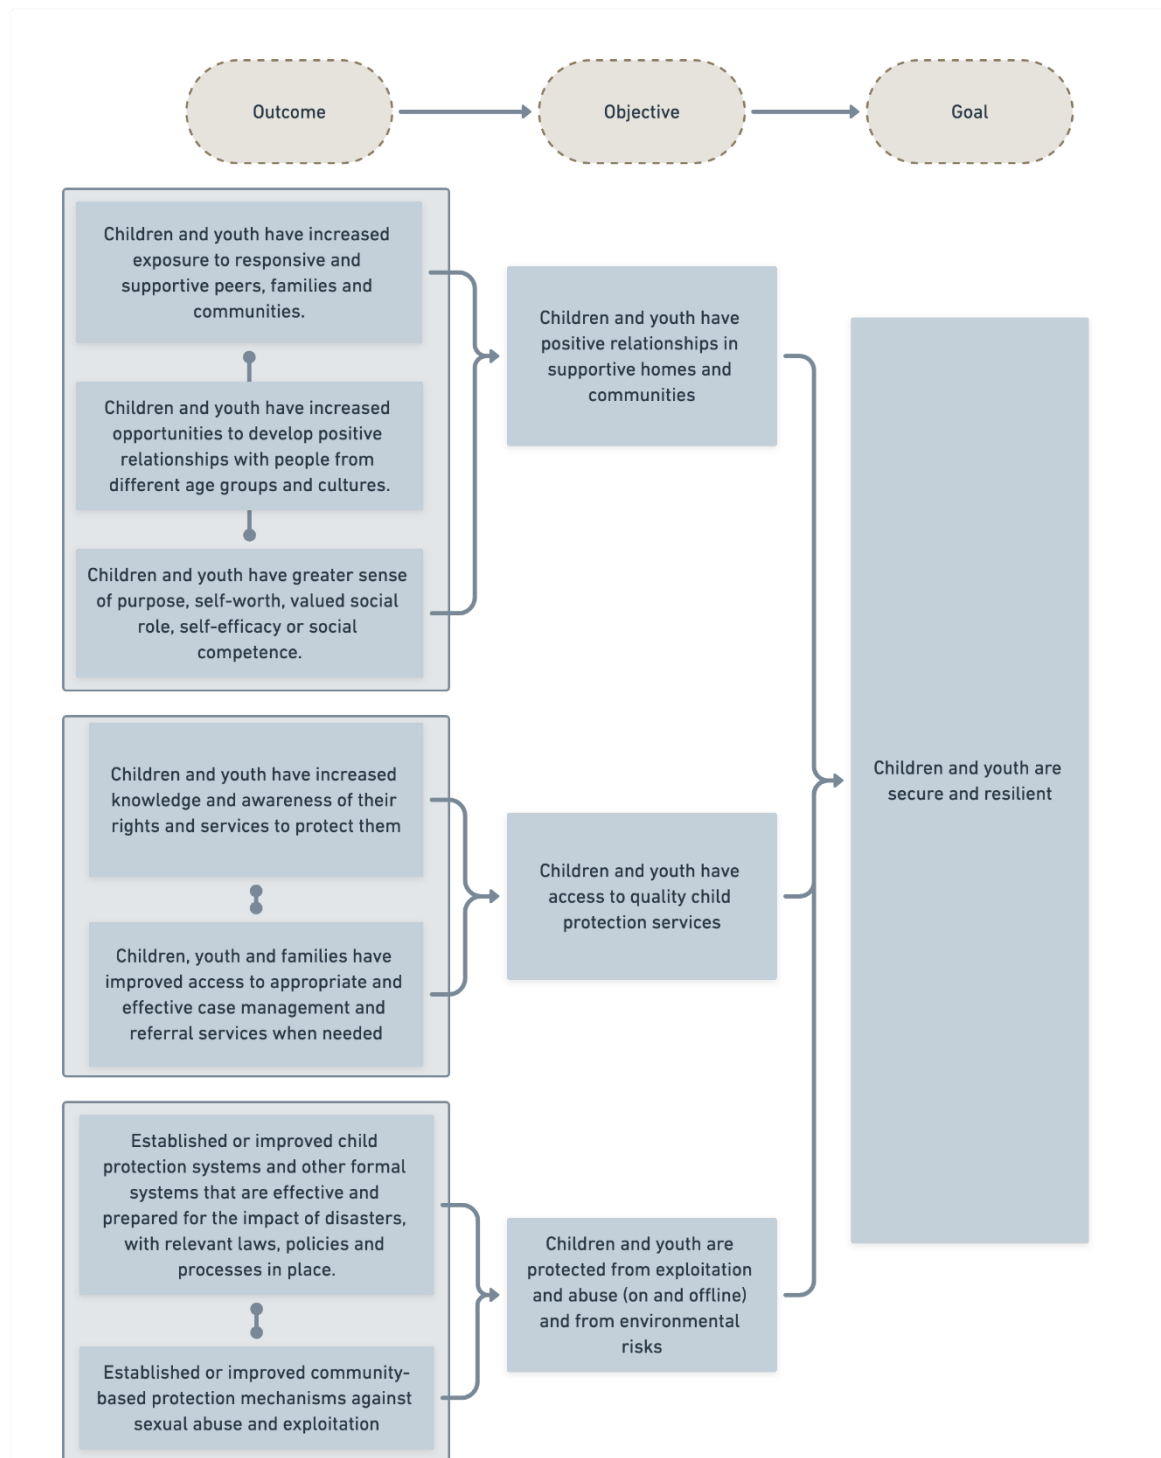 Outcome
Objective
Goal
Children and youth have increased
exposure to responsive and
supportive peers, families and
communities.
Children and youth have increased
opportunities to develop positive
relationships with people from
different age groups and cultures.
Children and youth have greater sense
of purpose, self-worth, valued social
role, self-efficacy or social
competence.
Children and youth have
positive relationships in
supportive homes and
communities
Children and youth have increased
knowledge and awareness of their
rights and services to protect them
Children, youth and families have
improved access to appropriate and
effective case management and
referral services when needed
Children and youth have
access to quality child
protection services
Established or improved child
protection systems and other formal
systems that are effective and
prepared for the impact of disasters,
with relevant laws, policies and
processes in place.
Established or improved community-
based protection mechanisms against
sexual abuse and exploitation
Children and youth are
protected from exploitation
and abuse (on and offline)
and from environmental
risks
Children and youth are
secure and resilient